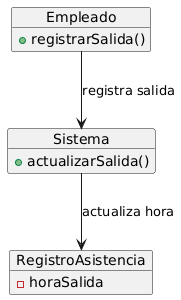 Empleado
registrarSalida()
registra salida
Sistema
actualizarSalida()
actualiza hora
RegistroAsistencia
horaSalida